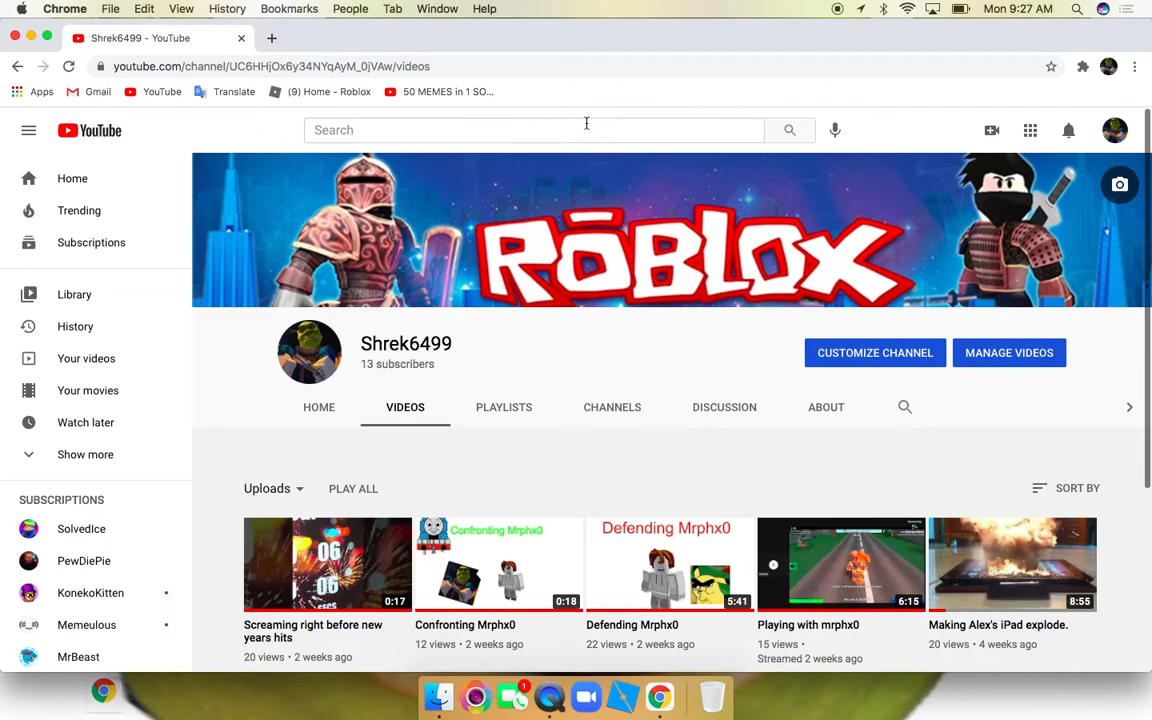 Chrome File Edit View History Bookmarks People Tab Window Help Mon 9:27 AM
Shrek6499 - YouTube
youtube.com/channel/UC6HHjOx6y34NYqAyM_0jVAw/videos
Apps Gmail YouTube Translate (9) Home - Roblox 50 MEMES in 1 SO...
YouTube Search
Home
Trending
Subscriptions
Library
History
Your videos
Your movies
Watch later
Show more
SUBSCRIPTIONS
SolvedIce
PewDiePie
KonekoKitten
Memeulous
MrBeast
ROBLOX
Shrek6499
13 subscribers
CUSTOMIZE CHANNEL MANAGE VIDEOS
HOME VIDEOS PLAYLISTS CHANNELS DISCUSSION ABOUT
Uploads PLAY ALL SORT BY
06
06
SECS
0:17
Screaming right before new
years hits
20 views • 2 weeks ago
Confronting Mrphx0
0:18
Confronting Mrphx0
12 views • 2 weeks ago
Defending Mrphx0
5:41
Defending Mrphx0
22 views • 2 weeks ago
6:15
Playing with mrphx0
15 views •
Streamed 2 weeks ago
8:55
Making Alex's iPad explode.
20 views • 4 weeks ago
1